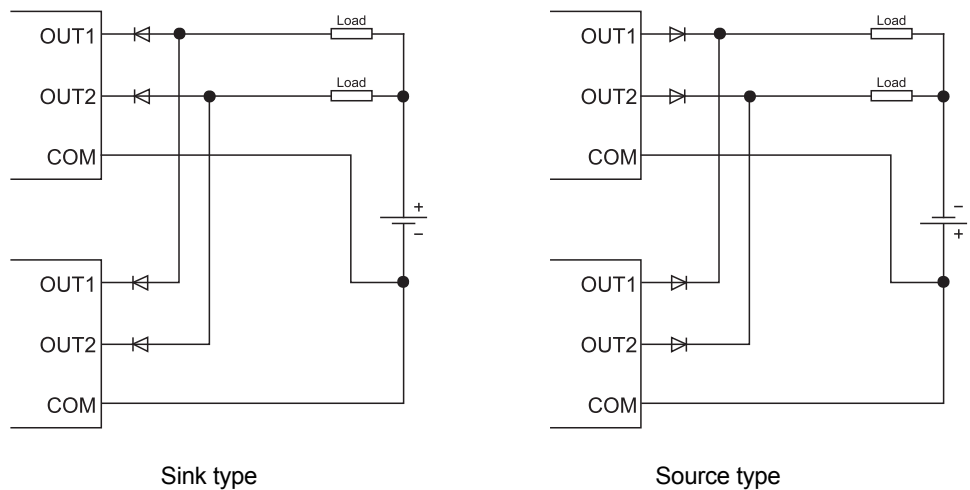 OUT1
Load
OUT2
Load
COM
+
−
OUT1
OUT2
COM
Sink type
OUT1
Load
OUT2
Load
COM
−
+
OUT1
OUT2
COM
Source type